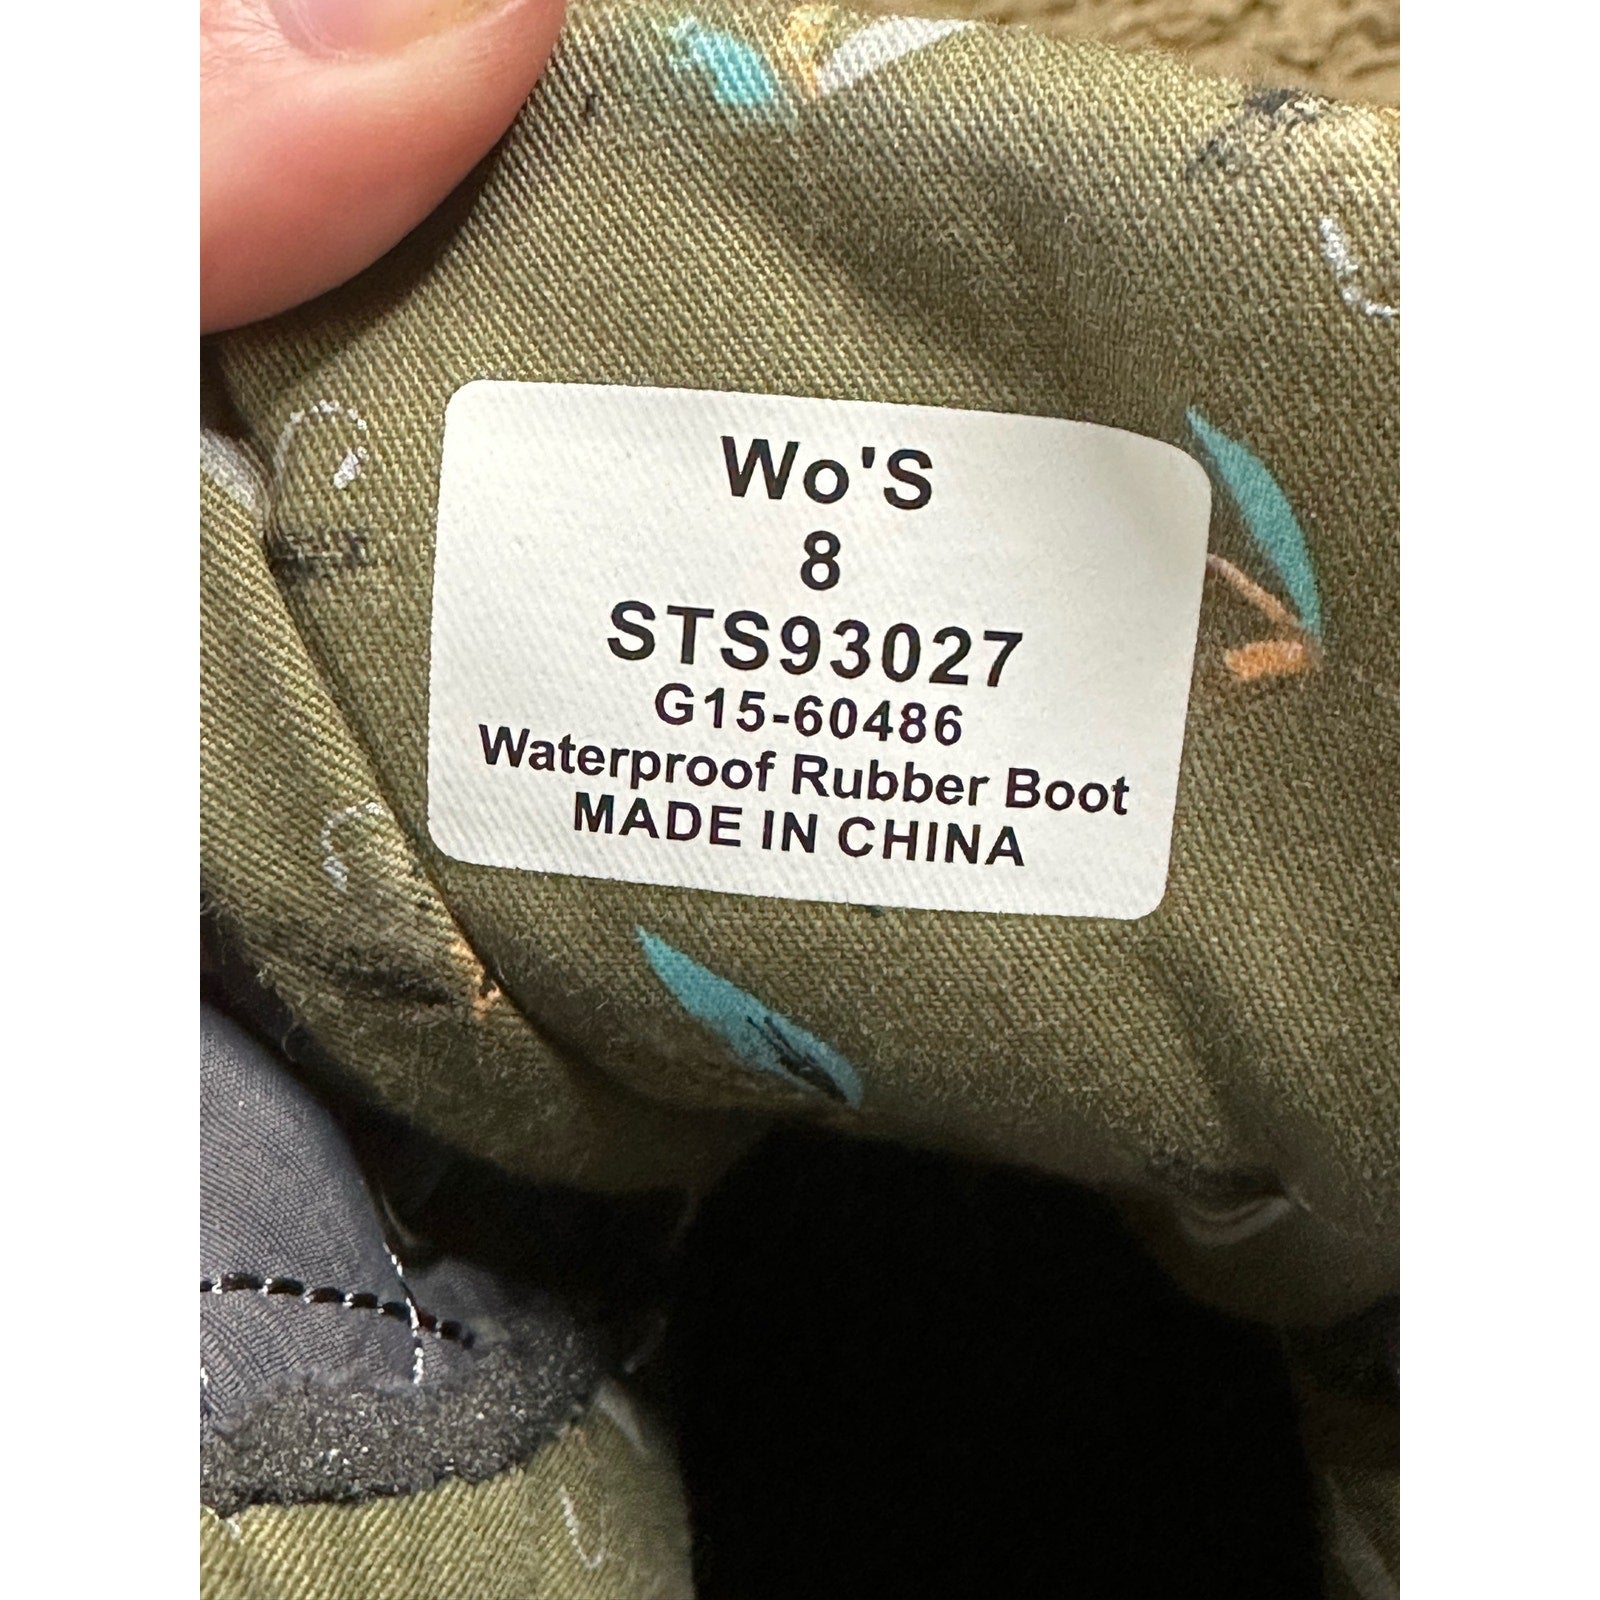 Wo'S
8
STS93027
G15-60486
Waterproof Rubber Boot
MADE IN CHINA